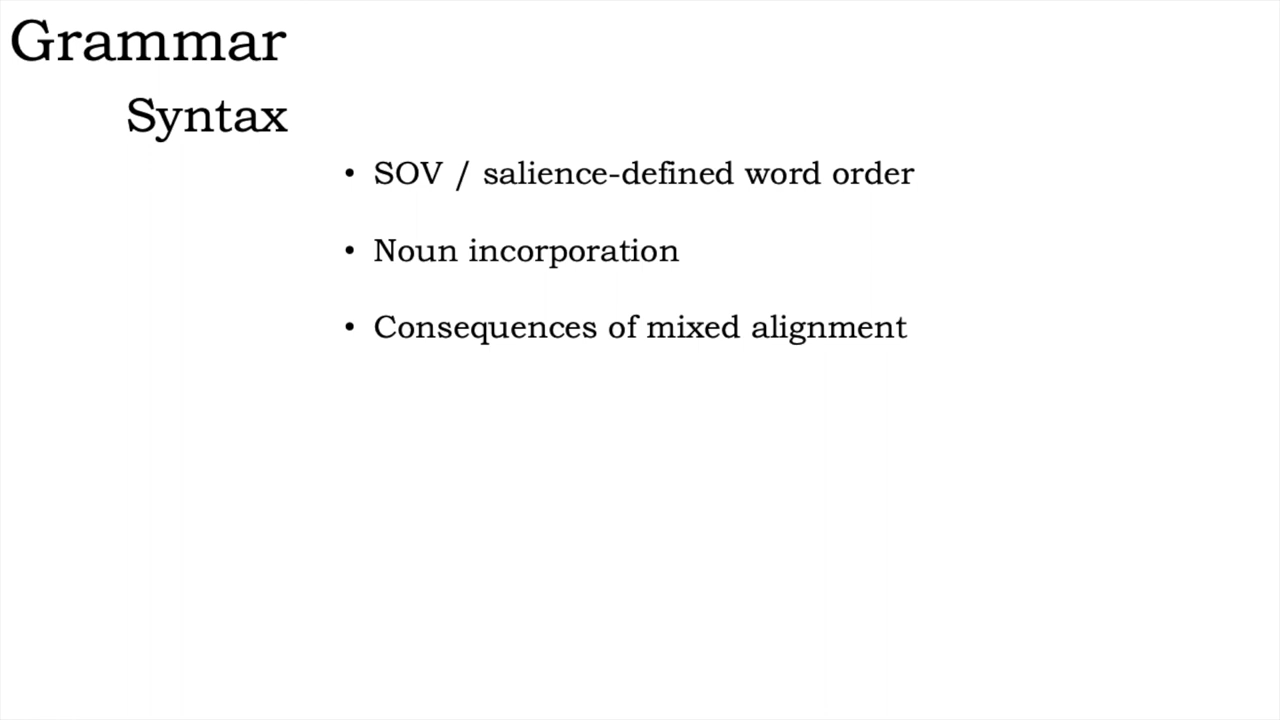 Grammar
Syntax
• SOV / salience-defined word order
• Noun incorporation
• Consequences of mixed alignment